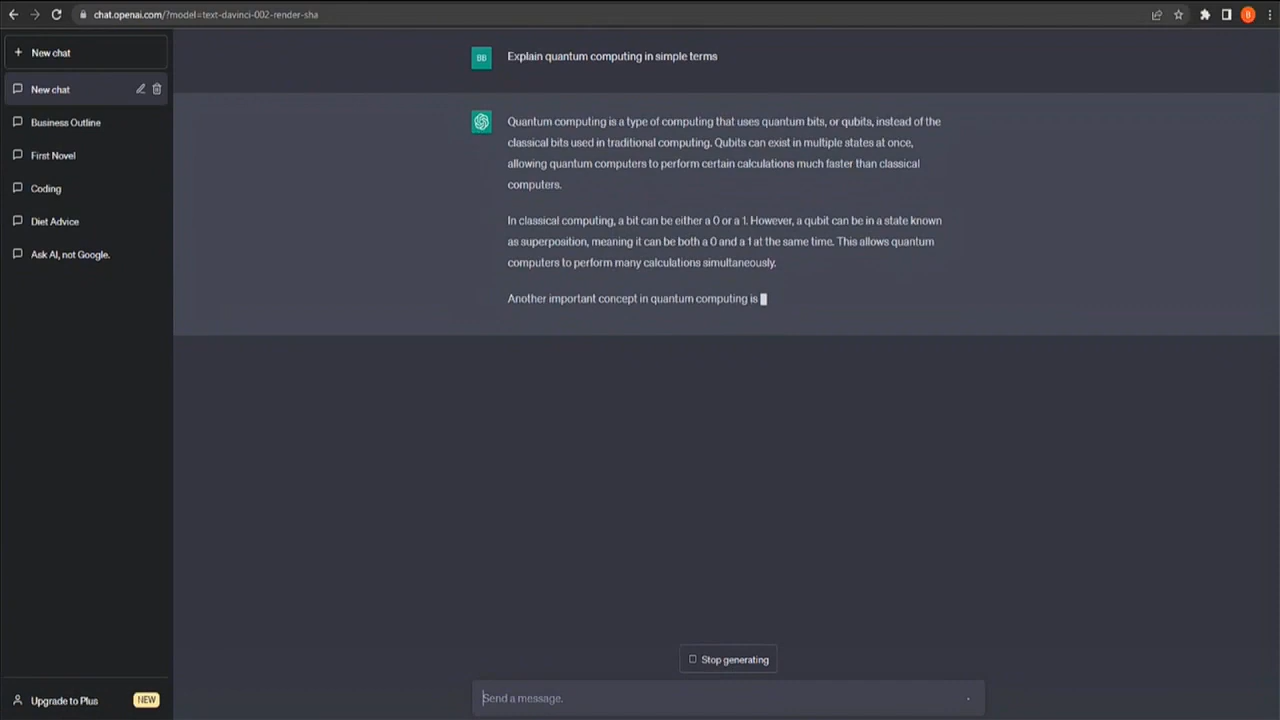 chat.openai.com/?model=text-davinci-002-render-sha
B
+ New chat
New chat
Business Outline
First Novel
Coding
Diet Advice
Ask AI, not Google.
Upgrade to Plus
NEW
BB
Explain quantum computing in simple terms
Quantum computing is a type of computing that uses quantum bits, or qubits, instead of the
classical bits used in traditional computing. Qubits can exist in multiple states at once,
allowing quantum computers to perform certain calculations much faster than classical
computers.
In classical computing, a bit can be either a 0 or a 1. However, a qubit can be in a state known
as superposition, meaning it can be both a 0 and a 1 at the same time. This allows quantum
computers to perform many calculations simultaneously.
Another important concept in quantum computing is
Stop generating
Send a message.